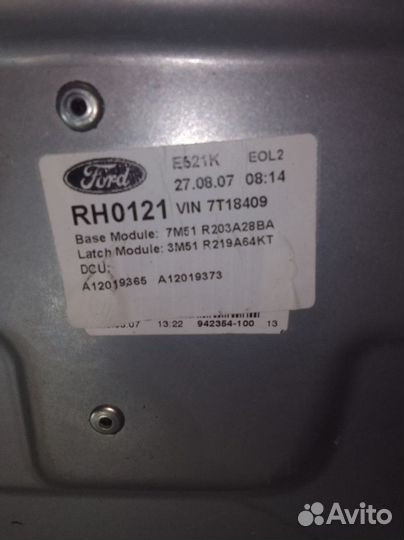 Ford E621K EOL2
27.08.07 08:14
RH0121 VIN 7T18409
Base Module: 7M51 R203A28BA
Latch Module: 3M51 R219A64KT
DCU:
A12019365 A12019373
13:22 942354-100 13
Avito